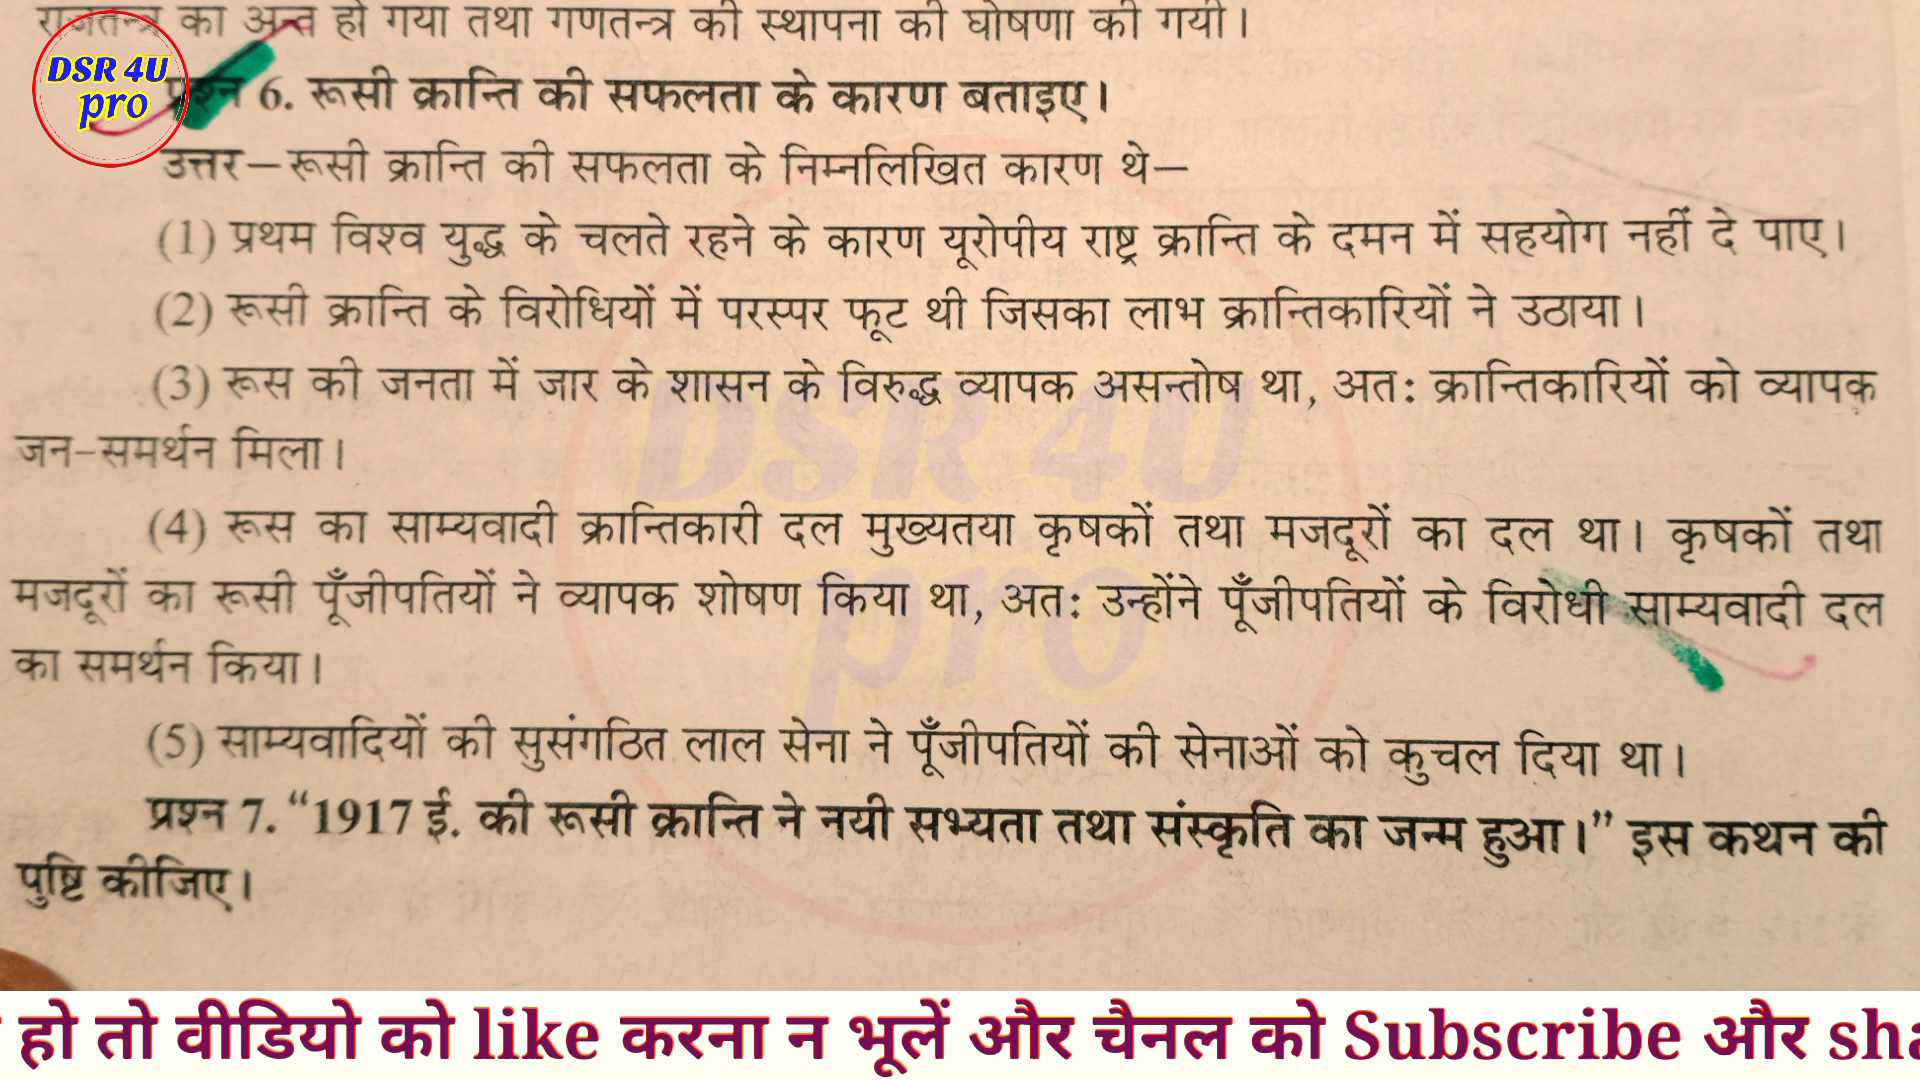 राजतन्त्र का अन्त हो गया तथा गणतन्त्र की स्थापना की घोषणा की गयी।
DSR 4U
pro
प्रश्न 6. रूसी क्रान्ति की सफलता के कारण बताइए।
उत्तर—रूसी क्रान्ति की सफलता के निम्नलिखित कारण थे—
(1) प्रथम विश्व युद्ध के चलते रहने के कारण यूरोपीय राष्ट्र क्रान्ति के दमन में सहयोग नहीं दे पाए।
(2) रूसी क्रान्ति के विरोधियों में परस्पर फूट थी जिसका लाभ क्रान्तिकारियों ने उठाया।
(3) रूस की जनता में जार के शासन के विरुद्ध व्यापक असन्तोष था, अतः क्रान्तिकारियों को व्यापक
जन-समर्थन मिला।
DSR 4U
pro
(4) रूस का साम्यवादी क्रान्तिकारी दल मुख्यतया कृषकों तथा मजदूरों का दल था। कृषकों तथा
मजदूरों का रूसी पूँजीपतियों ने व्यापक शोषण किया था, अतः उन्होंने पूँजीपतियों के विरोधी साम्यवादी दल
का समर्थन किया।
(5) साम्यवादियों की सुसंगठित लाल सेना ने पूँजीपतियों की सेनाओं को कुचल दिया था।
प्रश्न 7. “1917 ई. की रूसी क्रान्ति ने नयी सभ्यता तथा संस्कृति का जन्म हुआ।” इस कथन की
पुष्टि कीजिए।
हो तो वीडियो को like करना न भूलें और चैनल को Subscribe और sha